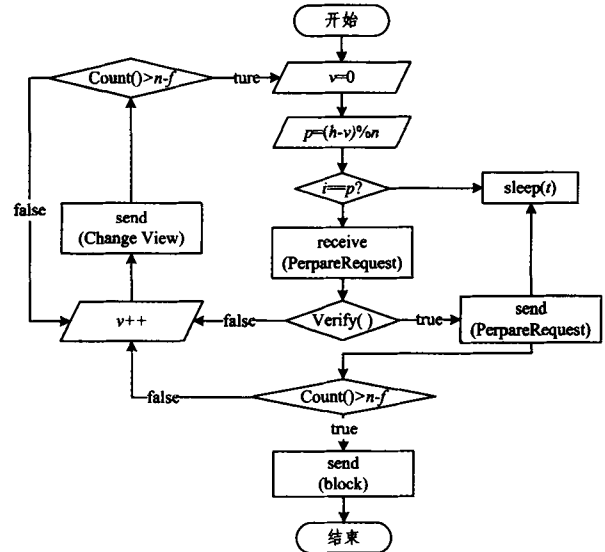 开始
Count()>n-f
ture
v=0
p=(h-v)%n
i==p?
sleep(t)
false
send
(Change View)
receive
(PerpareRequest)
v++
false
Verify( )
true
send
(PerpareRequest)
false
Count()>n-f
true
send
(block)
结束